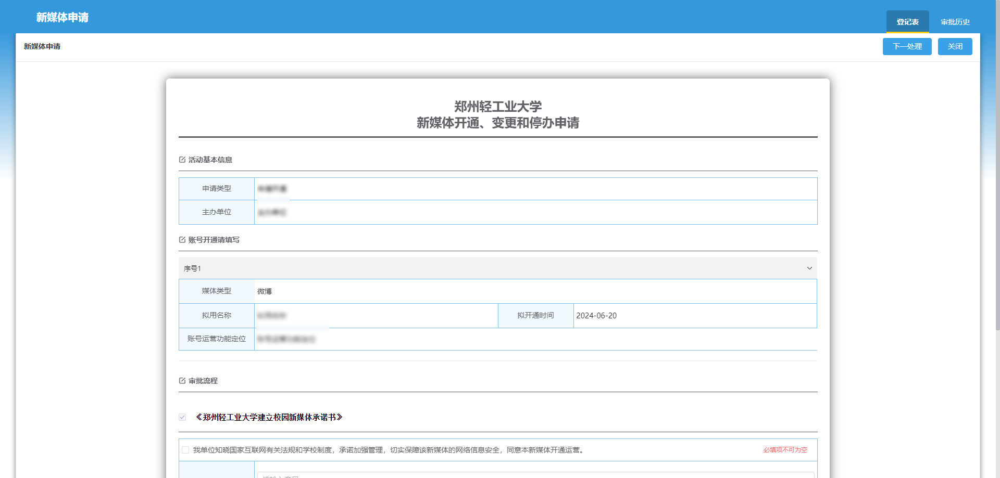 新媒体申请
登记表 审批历史
新媒体申请
下一处理 关闭
郑州轻工业大学
新媒体开通、变更和停办申请
活动基本信息
申请类型
主办单位
账号开通请填写
序号1
媒体类型 微博
拟用名称 拟开通时间 2024-06-20
账号运营功能定位
审批流程
《郑州轻工业大学建立校园新媒体承诺书》
我单位知晓国家互联网有关法规和学校制度，承诺加强管理，切实保障该新媒体的网络信息安全，同意本新媒体开通运营。 必填项不可为空